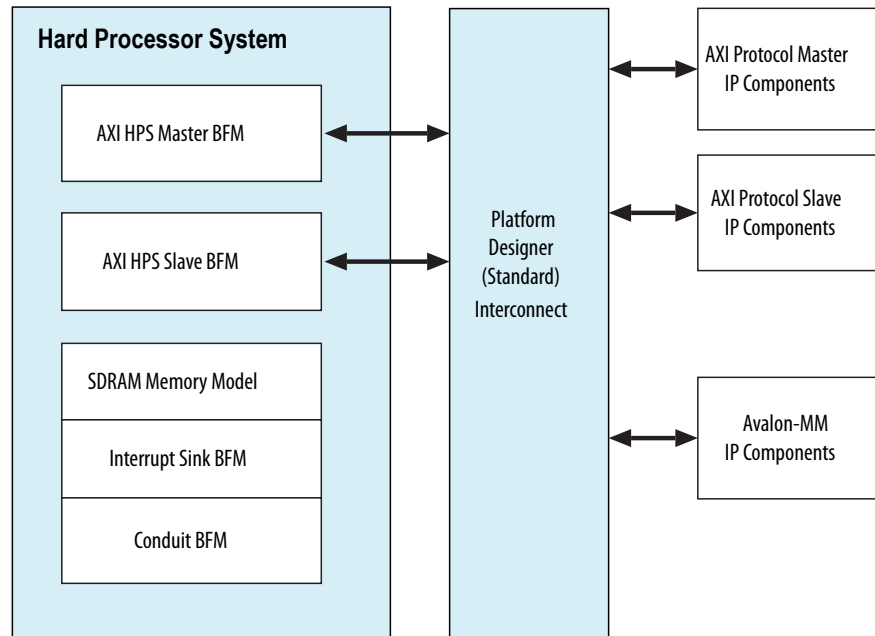 Hard Processor System
AXI HPS Master BFM
AXI HPS Slave BFM
SDRAM Memory Model
Interrupt Sink BFM
Conduit BFM
Platform
Designer
(Standard)
Interconnect
AXI Protocol Master
IP Components
AXI Protocol Slave
IP Components
Avalon-MM
IP Components